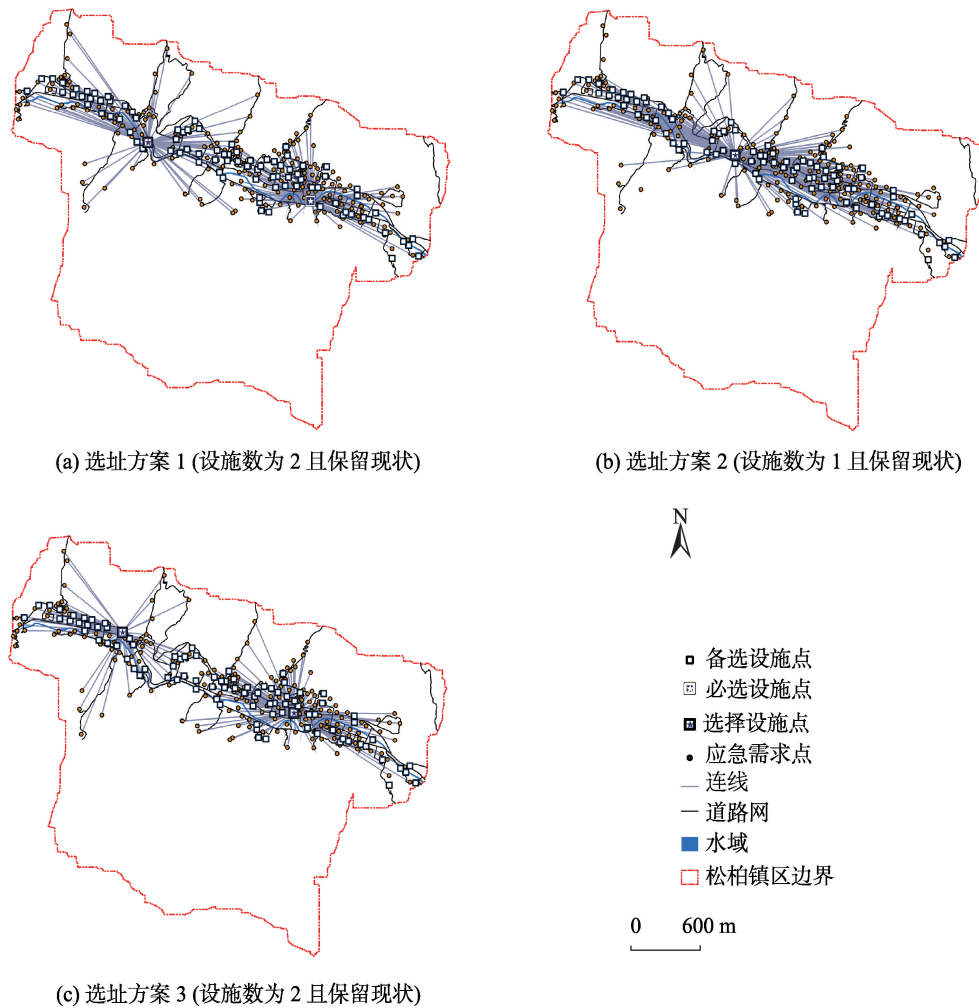 (a) 选址方案 1 (设施数为 2 且保留现状)
(b) 选址方案 2 (设施数为 1 且保留现状)
N
备选设施点
必选设施点
选择设施点
应急需求点
连线
道路网
水域
松柏镇区边界
0 600 m
(c) 选址方案 3 (设施数为 2 且保留现状)